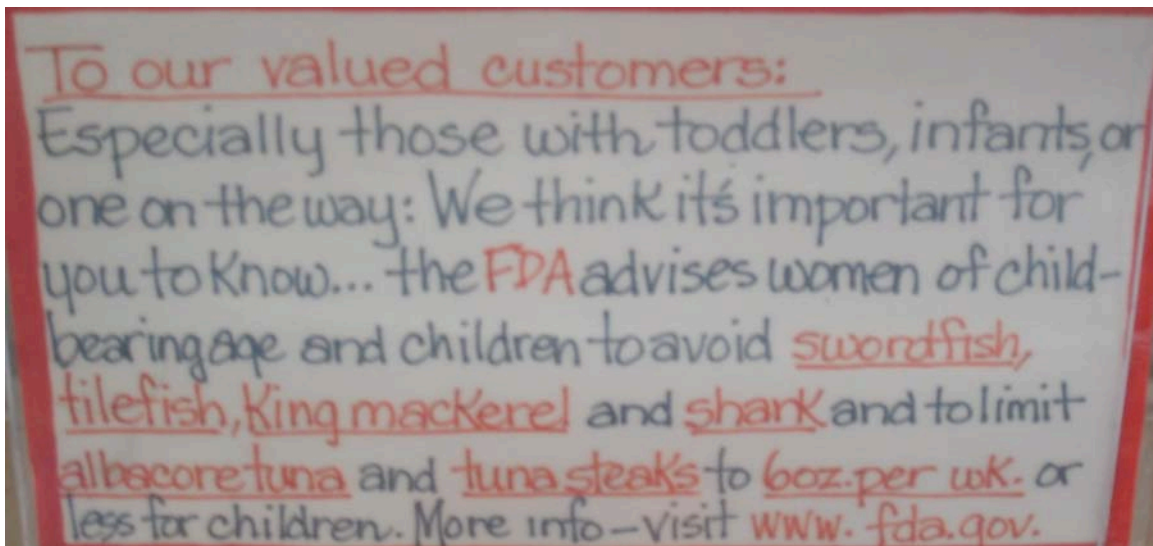 To our valued customers:
Especially those with toddlers, infants, or
one on the way: We think it's important for
you to Know... the FDA advises women of child-
bearing age and children to avoid swordfish,
tilefish, King mackerel and shark and to limit
albacore tuna and tuna steaks to 6oz. per wk. or
less for children. More info-visit www.fda.gov.